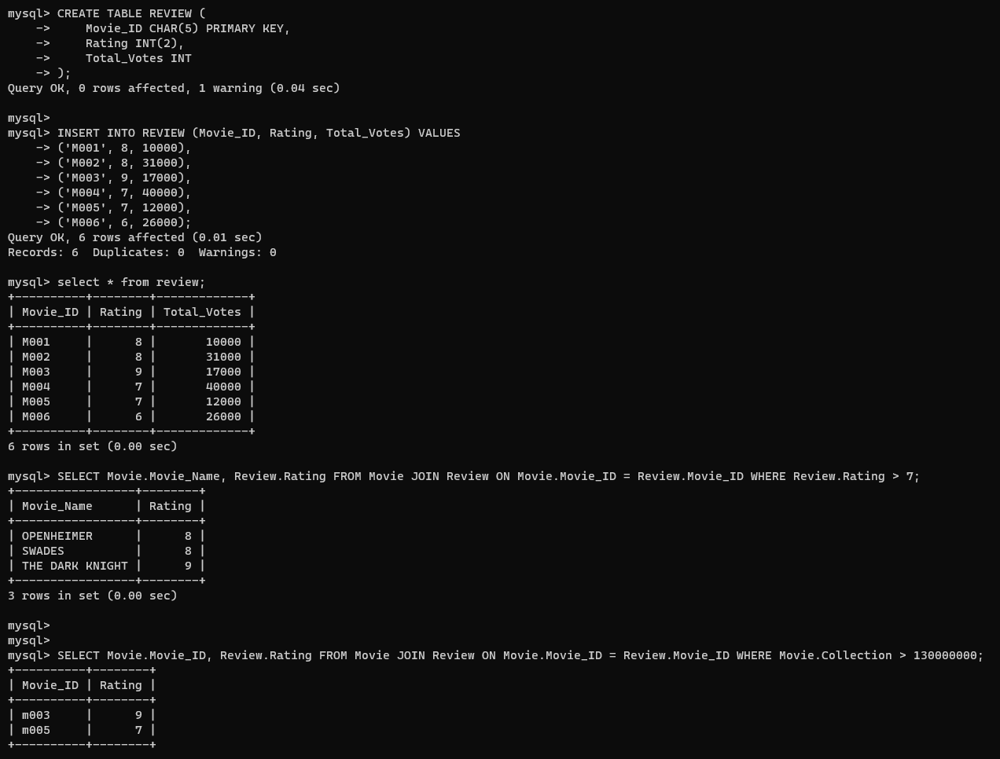 mysql> CREATE TABLE REVIEW (
    ->     Movie_ID CHAR(5) PRIMARY KEY,
    ->     Rating INT(2),
    ->     Total_Votes INT
    -> );
Query OK, 0 rows affected, 1 warning (0.04 sec)

mysql>
mysql> INSERT INTO REVIEW (Movie_ID, Rating, Total_Votes) VALUES
    -> ('M001', 8, 10000),
    -> ('M002', 8, 31000),
    -> ('M003', 9, 17000),
    -> ('M004', 7, 40000),
    -> ('M005', 7, 12000),
    -> ('M006', 6, 26000);
Query OK, 6 rows affected (0.01 sec)
Records: 6  Duplicates: 0  Warnings: 0

mysql> select * from review;
+----------+--------+-------------+
| Movie_ID | Rating | Total_Votes |
+----------+--------+-------------+
| M001     |      8 |       10000 |
| M002     |      8 |       31000 |
| M003     |      9 |       17000 |
| M004     |      7 |       40000 |
| M005     |      7 |       12000 |
| M006     |      6 |       26000 |
+----------+--------+-------------+
6 rows in set (0.00 sec)

mysql> SELECT Movie.Movie_Name, Review.Rating FROM Movie JOIN Review ON Movie.Movie_ID = Review.Movie_ID WHERE Review.Rating > 7;
+-----------------+--------+
| Movie_Name      | Rating |
+-----------------+--------+
| OPENHEIMER      |      8 |
| SWADES          |      8 |
| THE DARK KNIGHT |      9 |
+-----------------+--------+
3 rows in set (0.00 sec)

mysql>
mysql>
mysql> SELECT Movie.Movie_ID, Review.Rating FROM Movie JOIN Review ON Movie.Movie_ID = Review.Movie_ID WHERE Movie.Collection > 130000000;
+----------+--------+
| Movie_ID | Rating |
+----------+--------+
| m003     |      9 |
| m005     |      7 |
+----------+--------+